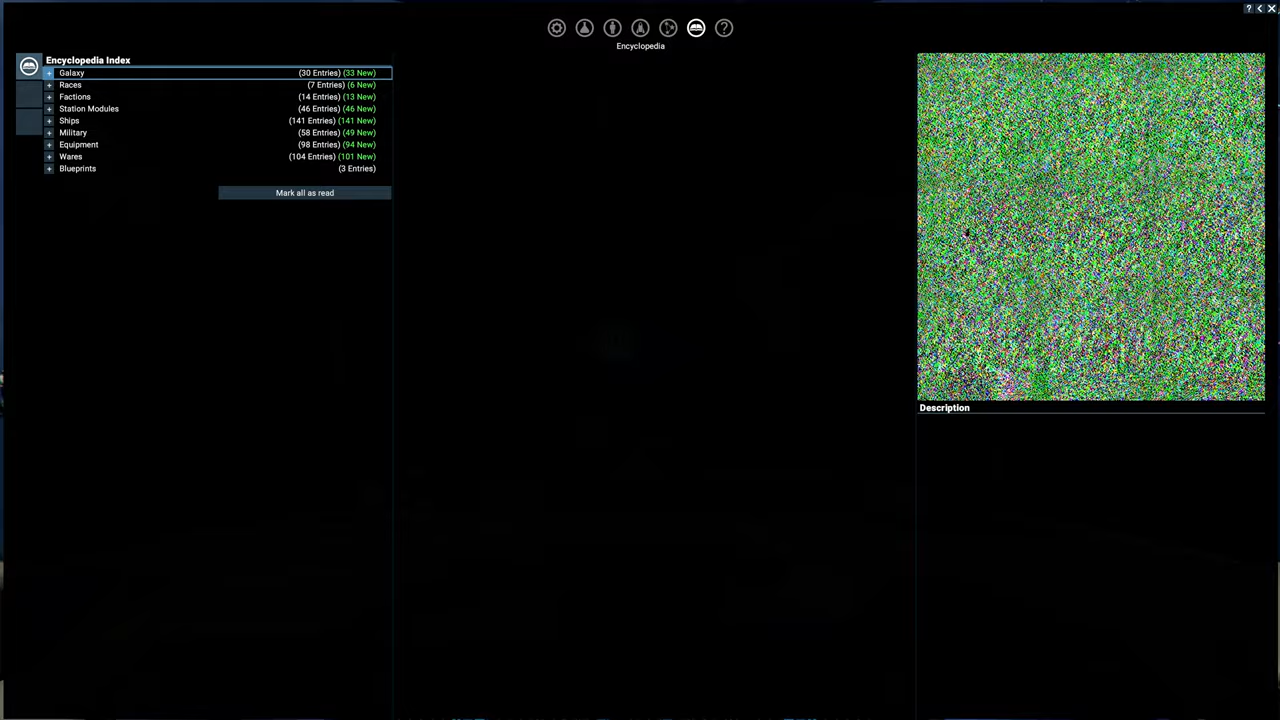 Encyclopedia
Encyclopedia Index
Galaxy (30 Entries) (33 New)
Races (7 Entries) (6 New)
Factions (14 Entries) (13 New)
Station Modules (46 Entries) (46 New)
Ships (141 Entries) (141 New)
Military (58 Entries) (49 New)
Equipment (98 Entries) (94 New)
Wares (104 Entries) (101 New)
Blueprints (3 Entries)
Mark all as read
Description